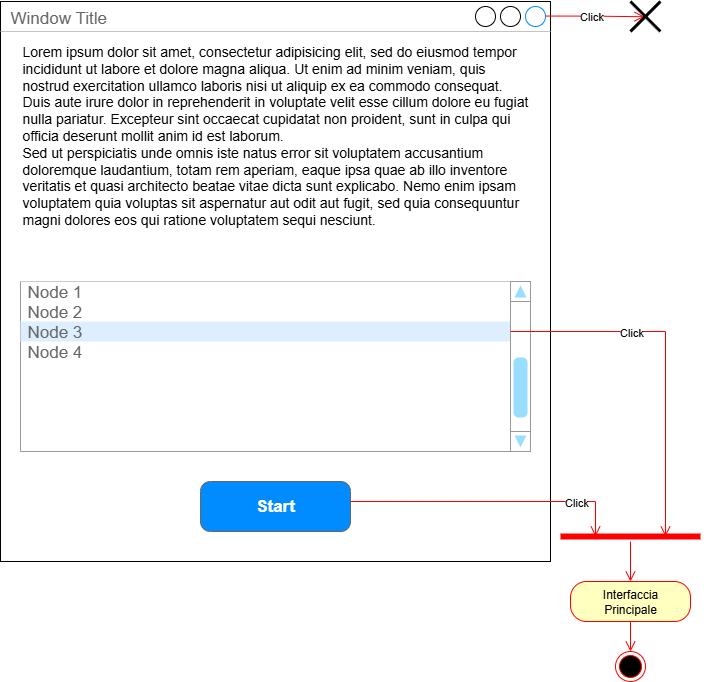 Window Title
Click
Lorem ipsum dolor sit amet, consectetur adipisicing elit, sed do eiusmod tempor
incididunt ut labore et dolore magna aliqua. Ut enim ad minim veniam, quis
nostrud exercitation ullamco laboris nisi ut aliquip ex ea commodo consequat.
Duis aute irure dolor in reprehenderit in voluptate velit esse cillum dolore eu fugiat
nulla pariatur. Excepteur sint occaecat cupidatat non proident, sunt in culpa qui
officia deserunt mollit anim id est laborum.
Sed ut perspiciatis unde omnis iste natus error sit voluptatem accusantium
doloremque laudantium, totam rem aperiam, eaque ipsa quae ab illo inventore
veritatis et quasi architecto beatae vitae dicta sunt explicabo. Nemo enim ipsam
voluptatem quia voluptas sit aspernatur aut odit aut fugit, sed quia consequuntur
magni dolores eos qui ratione voluptatem sequi nesciunt.
Node 1
Node 2
Node 3
Click
Node 4
Start
Click
Interfaccia
Principale